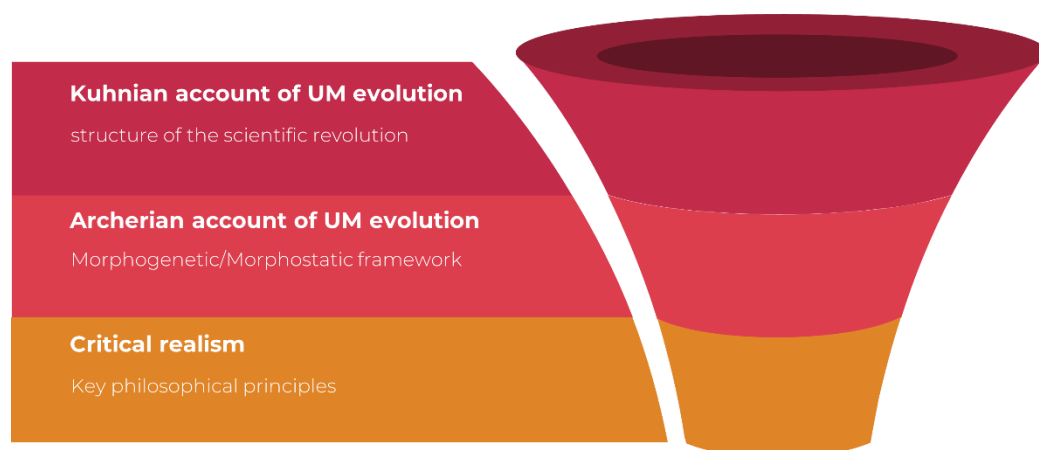 Kuhnian account of UM evolution
structure of the scientific revolution
Archerian account of UM evolution
Morphogenetic/Morphostatic framework
Critical realism
Key philosophical principles